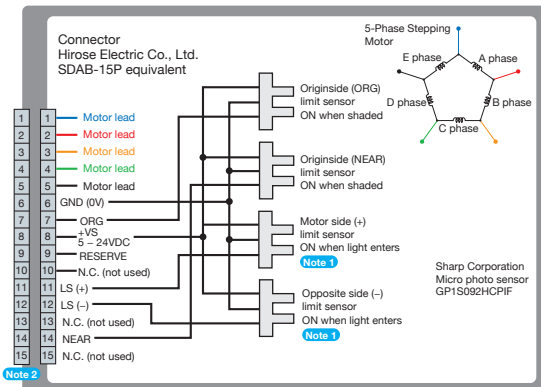 Connector
Hirose Electric Co., Ltd.
SDAB-15P equivalent
5-Phase Stepping
Motor
E phase
A phase
D phase
B phase
C phase
1 1 Motor lead
2 2 Motor lead
3 3 Motor lead
4 4 Motor lead
5 5 Motor lead
6 6 GND (0V)
7 7 ORG
8 8 +VS
5 – 24VDC
9 9 RESERVE
10 10 N.C. (not used)
11 11 LS (+)
12 12 LS (–)
13 13 N.C. (not used)
14 14 NEAR
15 15 N.C. (not used)
Note 2
Originside (ORG)
limit sensor
ON when shaded
Originside (NEAR)
limit sensor
ON when shaded
Motor side (+)
limit sensor
ON when light enters
Note 1
Opposite side (–)
limit sensor
ON when light enters
Note 1
Sharp Corporation
Micro photo sensor
GP1S092HCPIF